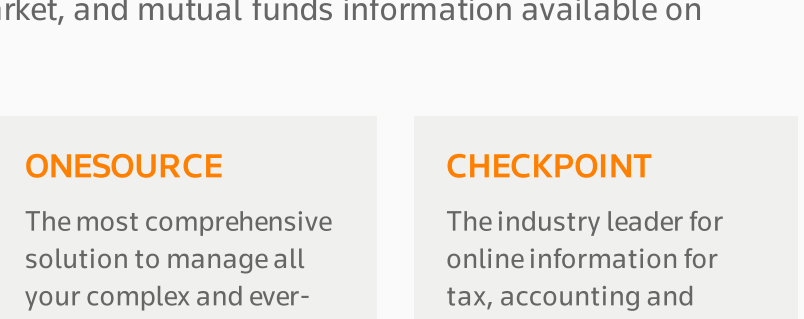 and mutual funds information available on
ONESOURCE
The most comprehensive
solution to manage all
your complex and ever-
CHECKPOINT
The industry leader for
online information for
tax, accounting and